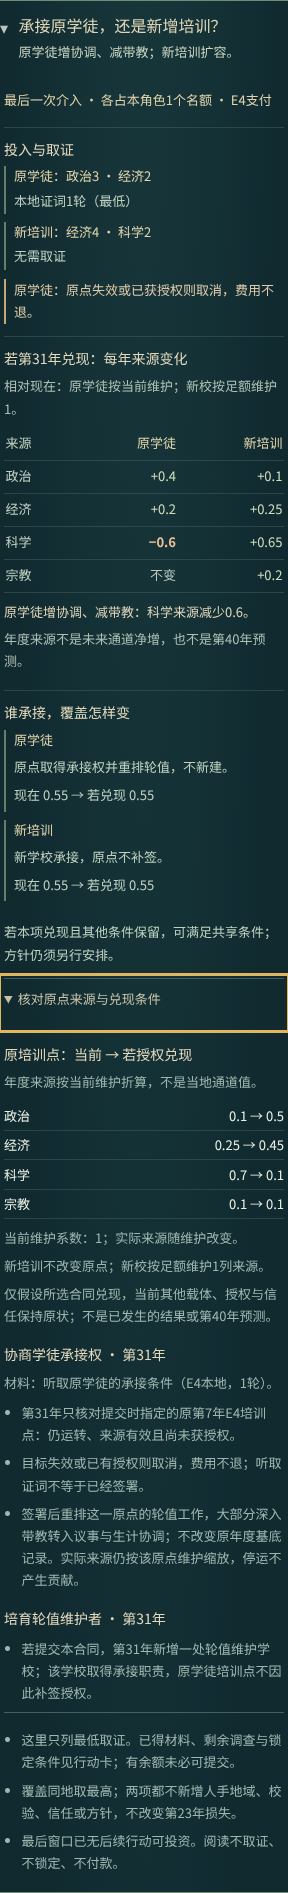 ▼ 承接原学徒，还是新增培训？
原学徒增协调、减带教；新培训扩容。
最后一次介入 · 各占本角色1个名额 · E4支付
投入与取证
原学徒：政治3 · 经济2
本地证词1轮（最低）
新培训：经济4 · 科学2
无需取证
原学徒：原点失效或已获授权则取消，费用不
退。
若第31年兑现：每年来源变化
相对现在：原学徒按当前维护；新校按足额维护
1。
来源 原学徒 新培训
政治 +0.4 +0.1
经济 +0.2 +0.25
科学 −0.6 +0.65
宗教 不变 +0.2
原学徒增协调、减带教：科学来源减少0.6。
年度来源不是未来通道净增，也不是第40年预
测。
谁承接，覆盖怎样变
原学徒
原点取得承接权并重排轮值，不新建。
现在 0.55 → 若兑现 0.55
新培训
新学校承接，原点不补签。
现在 0.55 → 若兑现 0.55
若本项兑现且其他条件保留，可满足共享条件；
方针仍须另行安排。
▼ 核对原点来源与兑现条件
原培训点：当前 → 若授权兑现
年度来源按当前维护折算，不是当地通道值。
政治 0.1 → 0.5
经济 0.25 → 0.45
科学 0.7 → 0.1
宗教 0.1 → 0.1
当前维护系数：1；实际来源随维护改变。
新培训不改变原点；新校按足额维护1列来源。
仅假设所选合同兑现，当前其他载体、授权与信
任保持原状；不是已发生的结果或第40年预测。
协商学徒承接权 · 第31年
材料：听取原学徒的承接条件（E4本地，1轮）。
• 第31年只核对提交时指定的原第7年E4培训
点：仍运转、来源有效且尚未获授权。
• 目标失效或已有授权则取消，费用不退；听取
证词不等于已经签署。
• 签署后重排这一原点的轮值工作，大部分深入
带教转入议事与生计协调；不改变原年度基底
记录。实际来源仍按该原点维护缩放，停运不
产生贡献。
培育轮值维护者 · 第31年
• 若提交本合同，第31年新增一处轮值维护学
校；该学校取得承接职责，原学徒培训点不因
此补签授权。
• 这里只列最低取证。已得材料、剩余调查与锁
定条件见行动卡；有余额未必可提交。
• 覆盖同地取最高；两项都不新增人手地域、校
验、信任或方针，不改变第23年损失。
• 最后窗口已无后续行动可投资。阅读不取证、
不锁定、不付款。